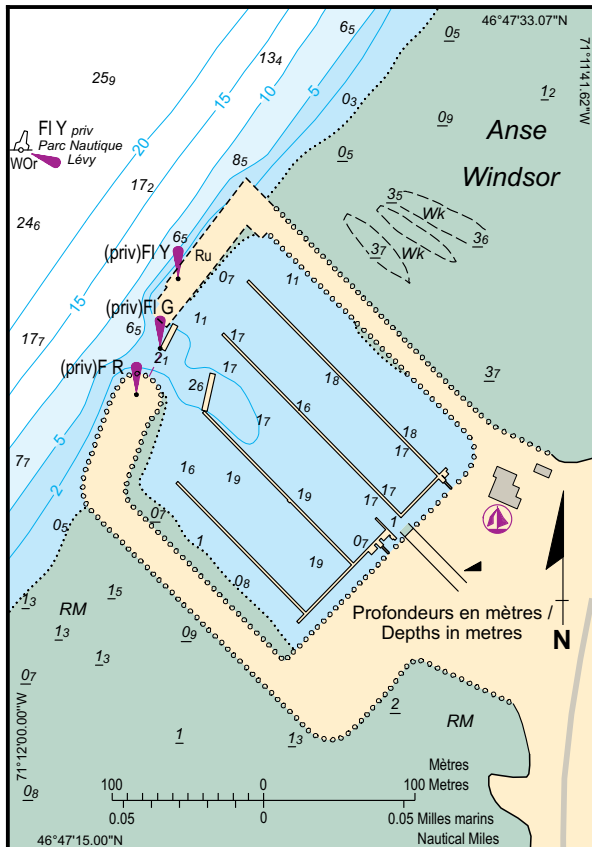 46°47'33.07"N
71°11'41.62"W
6₅
0₅
13₄
25₉
5
10
15
20
0₃
1₂
0₉
Fl Y priv
Parc Nautique
Lévy
WOr
Anse
Windsor
0₅
8₅
17₂
3₅
Wk
3₆
3₇
Wk
24₆
6₅
(priv)Fl Y
Ru
0₇
1₁
15
(priv)Fl G
1₁
6₅
17₇
2₁
1₇
1₇
(priv)F R
1₈
3₇
2₆
1₆
1₇
5
1₈
7₇
1₇
2
1₆
1₉
1₇
1₉
1₇
0₅
0₇
1
1
0₇
1₉
0₈
1₃
RM
1₅
Profondeurs en mètres /
Depths in metres
N
1₃
0₉
1₃
0₇
71°12'00.00"W
2
RM
1
1₃
Mètres
100 0 100 Metres
0₈
0.05 0 0.05 Milles marins
Nautical Miles
46°47'15.00"N